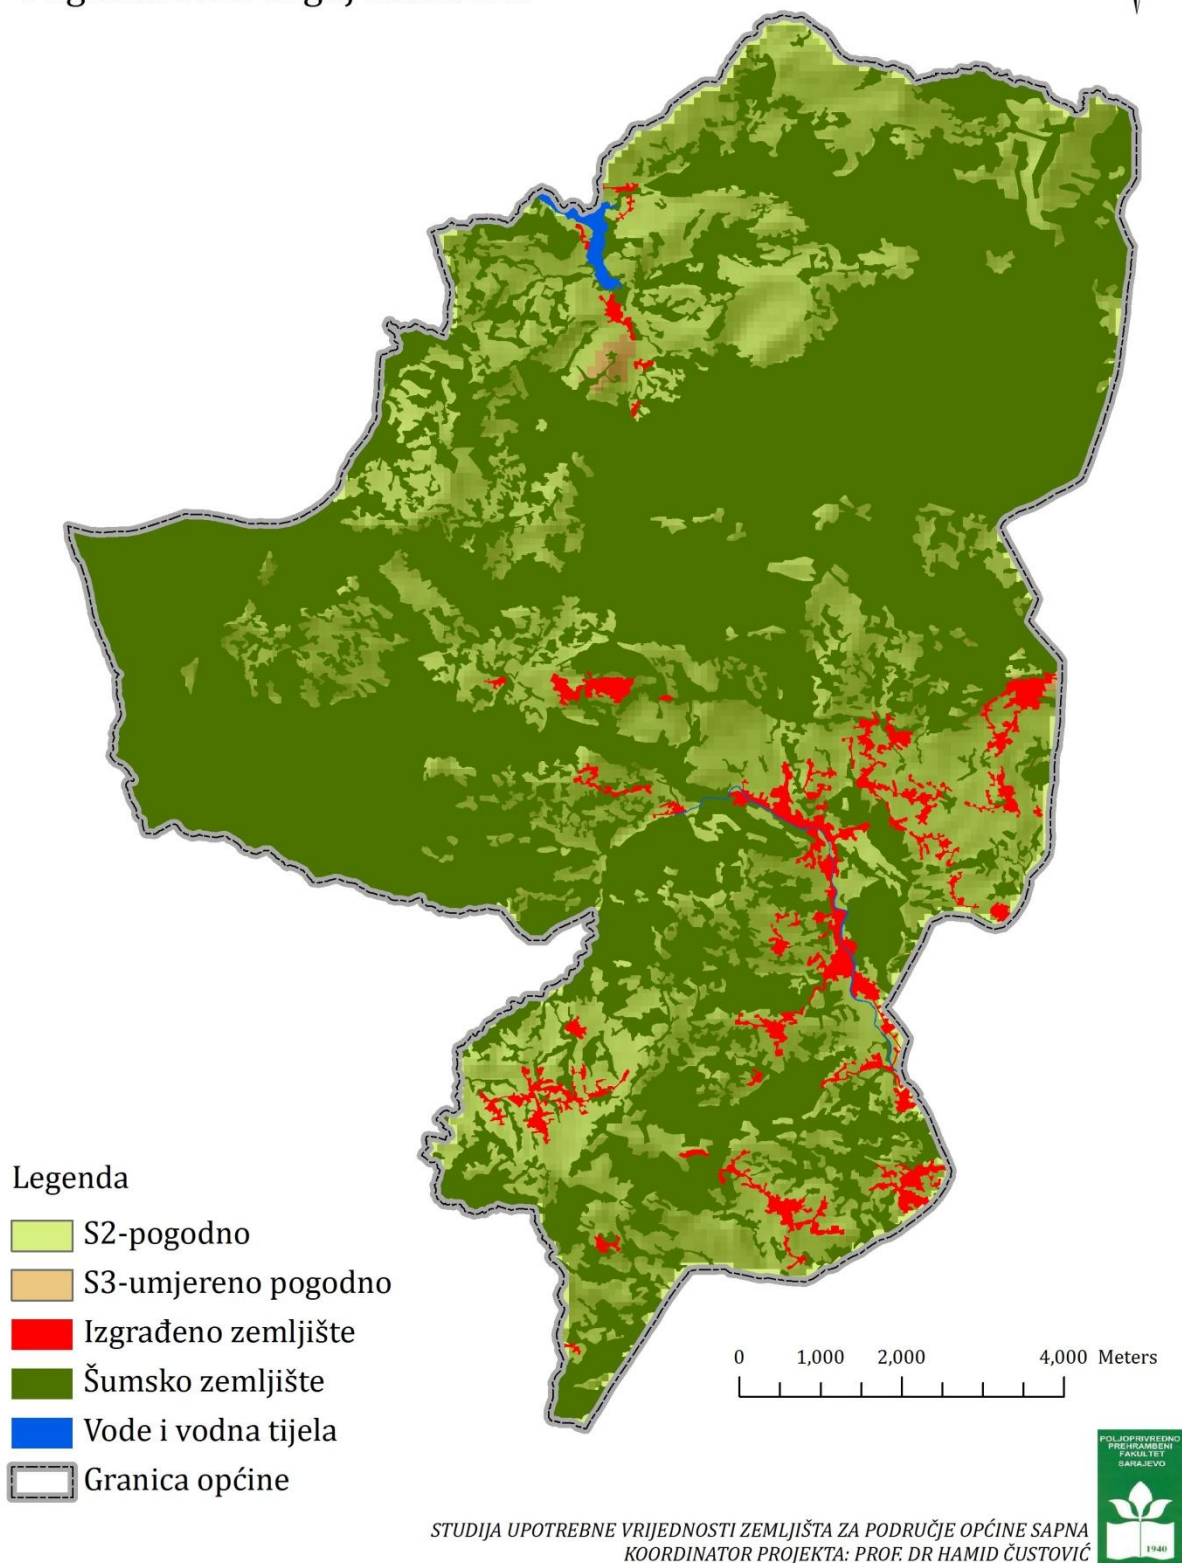 Legenda
S2-pogodno
S3-umjereno pogodno
Izgrađeno zemljište
Šumsko zemljište
Vode i vodna tijela
Granica općine
0 1,000 2,000 4,000 Meters
POLJOPRIVREDNO
PREHRAMBENI
FAKULTET
SARAJEVO
1940
STUDIJA UPOTREBNE VRIJEDNOSTI ZEMLJIŠTA ZA PODRUČJE OPĆINE SAPNA
KOORDINATOR PROJEKTA: PROF. DR HAMID ČUSTOVIĆ